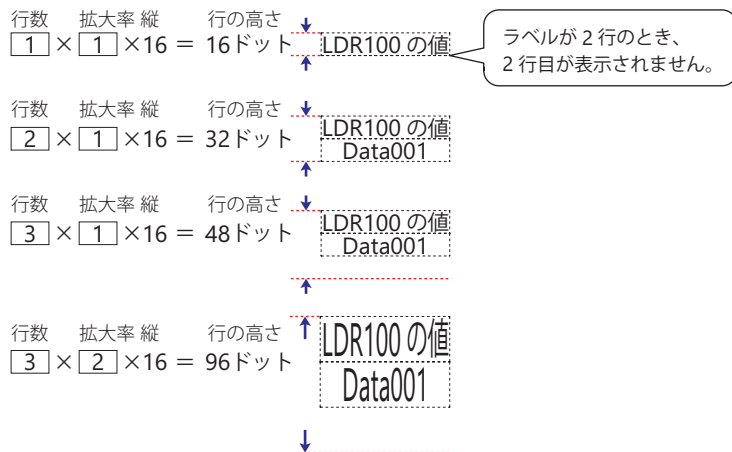 行数 拡大率 縦 行の高さ
1 × 1 ×16 = 16ドット LDR100 の値
ラベルが 2 行のとき、
2 行目が表示されません。
行数 拡大率 縦 行の高さ
2 × 1 ×16 = 32ドット LDR100 の値
Data001
行数 拡大率 縦 行の高さ
3 × 1 ×16 = 48ドット LDR100 の値
Data001
行数 拡大率 縦 行の高さ
3 × 2 ×16 = 96ドット LDR100 の値
Data001